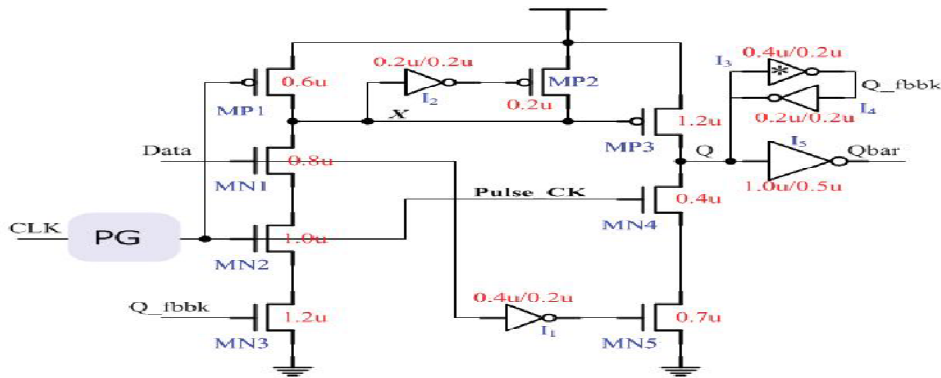 0.4u/0.2u
0.2u/0.2u
I3
*
0.6u
MP2
Q_fbbk
MP1
I2
0.2u
0.2u/0.2u
I4
X
1.2u
MP3
Data
0.8u
Q
I5
Qbar
MN1
Pulse_CK
0.4u
1.0u/0.5u
CLK
PG
MN4
1.0u
MN2
0.4u/0.2u
Q_fbbk
1.2u
I1
0.7u
MN3
MN5